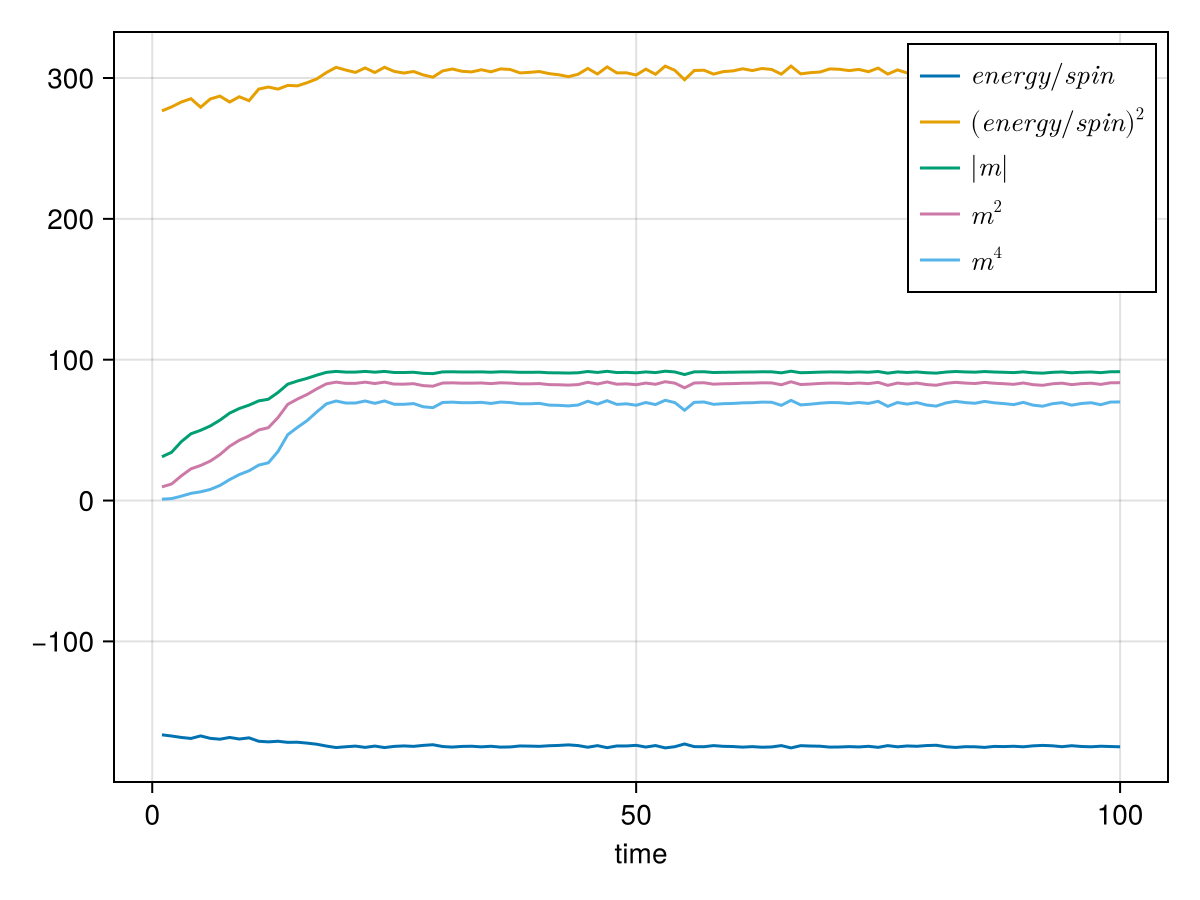 300
200
100
0
−100
0 50 100
time
energy/spin
(energy/spin)²
|m|
m²
m⁴